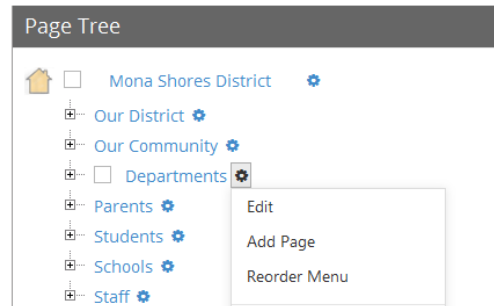 Page Tree
Mona Shores District
Our District
Our Community
Departments
Parents
Edit
Students
Add Page
Schools
Reorder Menu
Staff